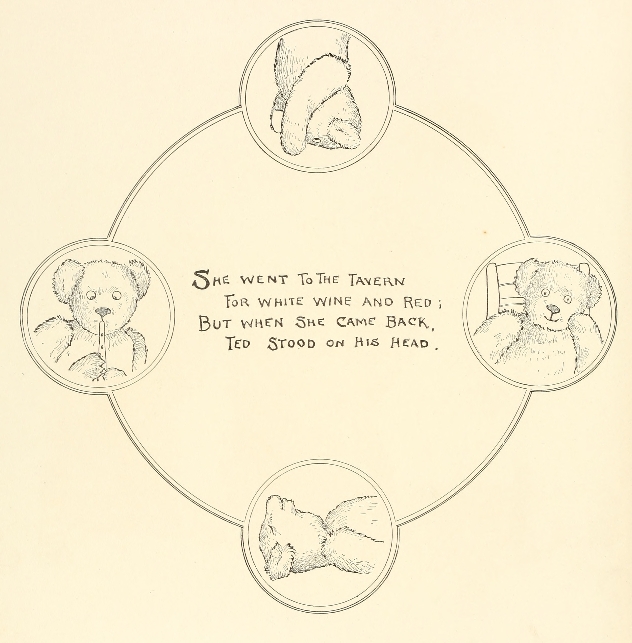 She went to the Tavern
For white wine and Red;
But when She came Back,
Ted Stood on his Head.